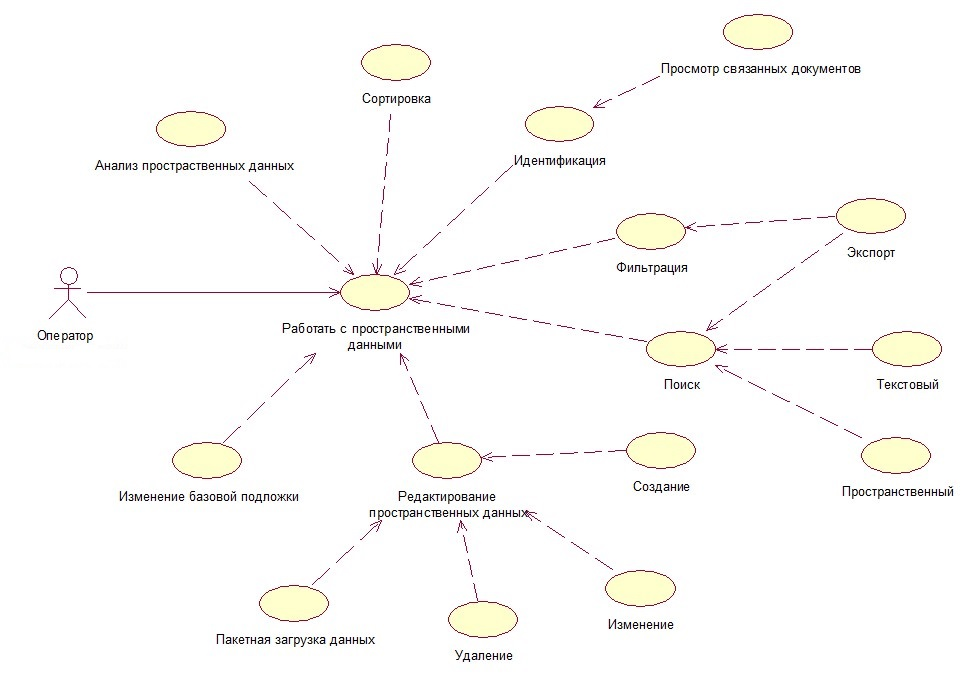 Просмотр связанных документов
Сортировка
Анализ простраственных данных
Идентификация
Экспорт
Фильтрация
Оператор
Работать с пространственными
данными
Поиск
Текстовый
Изменение базовой подложки
Редактирование
пространственных данных
Создание
Пространственный
Пакетная загрузка данных
Удаление
Изменение